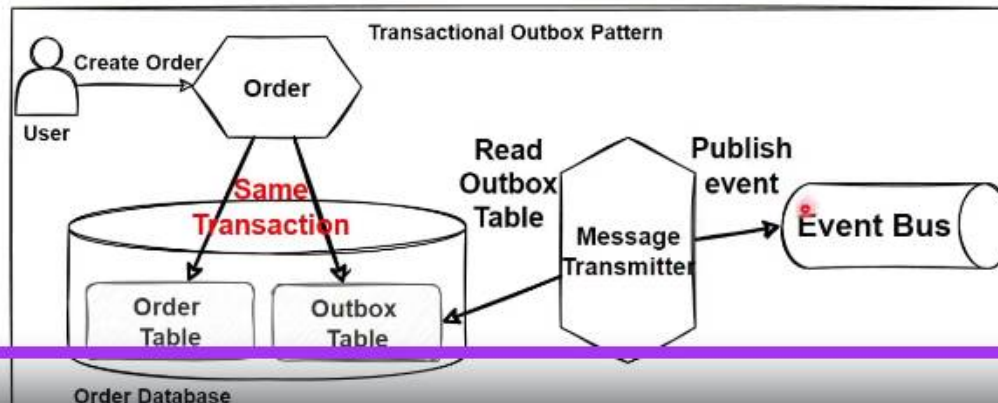 Transactional Outbox Pattern
Create Order
Order
User
Same
Transaction
Read
Outbox
Table
Publish
event
Message
Transmitter
Event Bus
Order
Table
Outbox
Table
Order Database